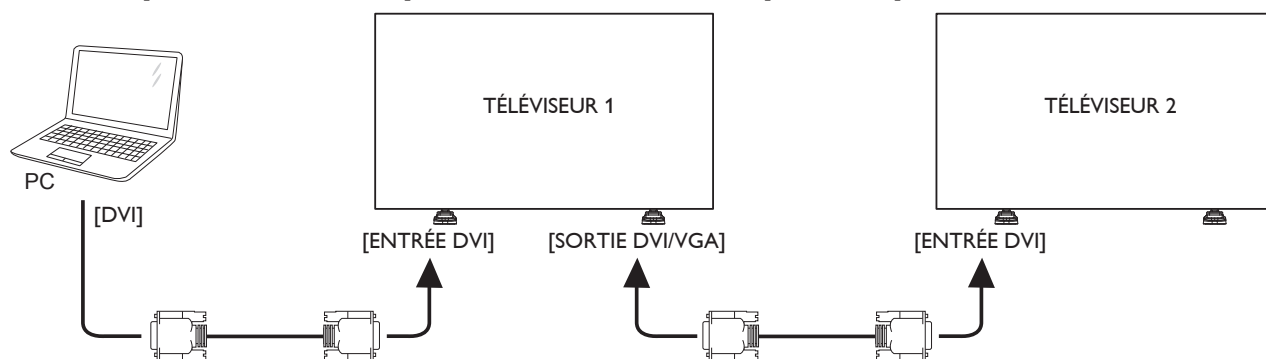 TÉLÉVISEUR 1
TÉLÉVISEUR 2
PC
[DVI]
[ENTRÉE DVI]
[SORTIE DVI/VGA]
[ENTRÉE DVI]